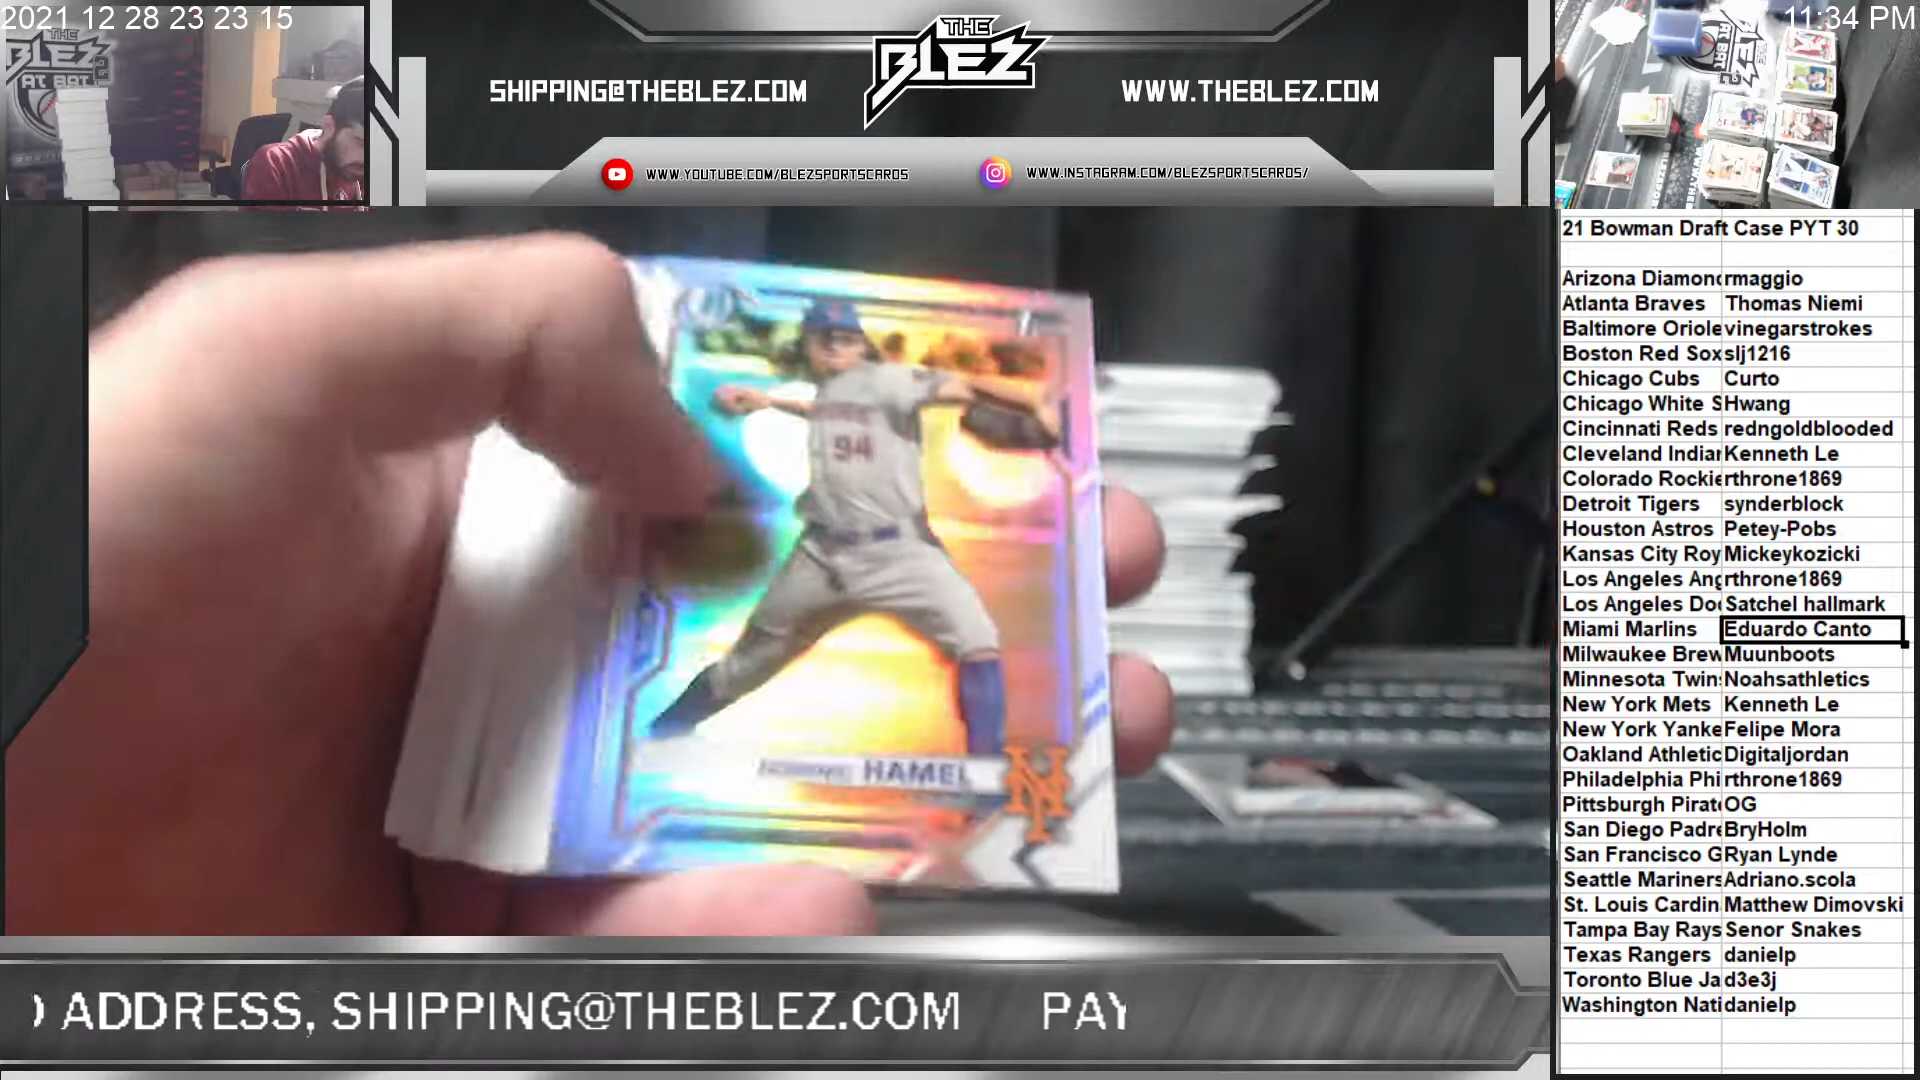 2021 12 28 23 23 15
11:34 PM
THE
BLEZ
AT BAT
SHIPPING@THEBLEZ.COM
THE
BLEZ
WWW.THEBLEZ.COM
WWW.YOUTUBE.COM/BLEZSPORTSCARDS
WWW.INSTAGRAM.COM/BLEZSPORTSCARDS/
94
HAMEL
NY
ADDRESS, SHIPPING@THEBLEZ.COM PAY
21 Bowman Draft Case PYT 30
Arizona Diamond rmaggio
Atlanta Braves Thomas Niemi
Baltimore Oriole vinegarstrokes
Boston Red Sox slj1216
Chicago Cubs Curto
Chicago White S Hwang
Cincinnati Reds redngoldblooded
Cleveland Indian Kenneth Le
Colorado Rockie rthrone1869
Detroit Tigers synderblock
Houston Astros Petey-Pobs
Kansas City Roy Mickeykozicki
Los Angeles Ang rthrone1869
Los Angeles Dod Satchel hallmark
Miami Marlins Eduardo Canto
Milwaukee Brew Muunboots
Minnesota Twins Noahsathletics
New York Mets Kenneth Le
New York Yanke Felipe Mora
Oakland Athletic Digitaljordan
Philadelphia Phi rthrone1869
Pittsburgh Pirate OG
San Diego Padre BryHolm
San Francisco G Ryan Lynde
Seattle Mariners Adriano.scola
St. Louis Cardin Matthew Dimovski
Tampa Bay Rays Senor Snakes
Texas Rangers danielp
Toronto Blue Ja d3e3j
Washington Nati danielp